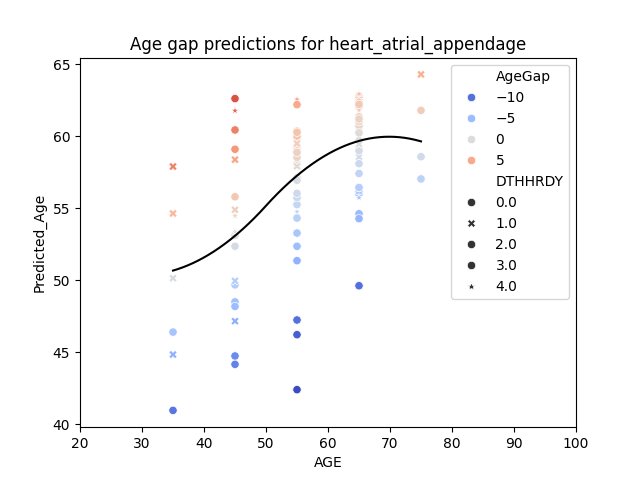 Age gap predictions for heart_atrial_appendage
65
60
55
50
45
40
Predicted_Age
20 30 40 50 60 70 80 90 100
AGE
AgeGap
−10
−5
0
5
DTHHRDY
0.0
1.0
2.0
3.0
4.0